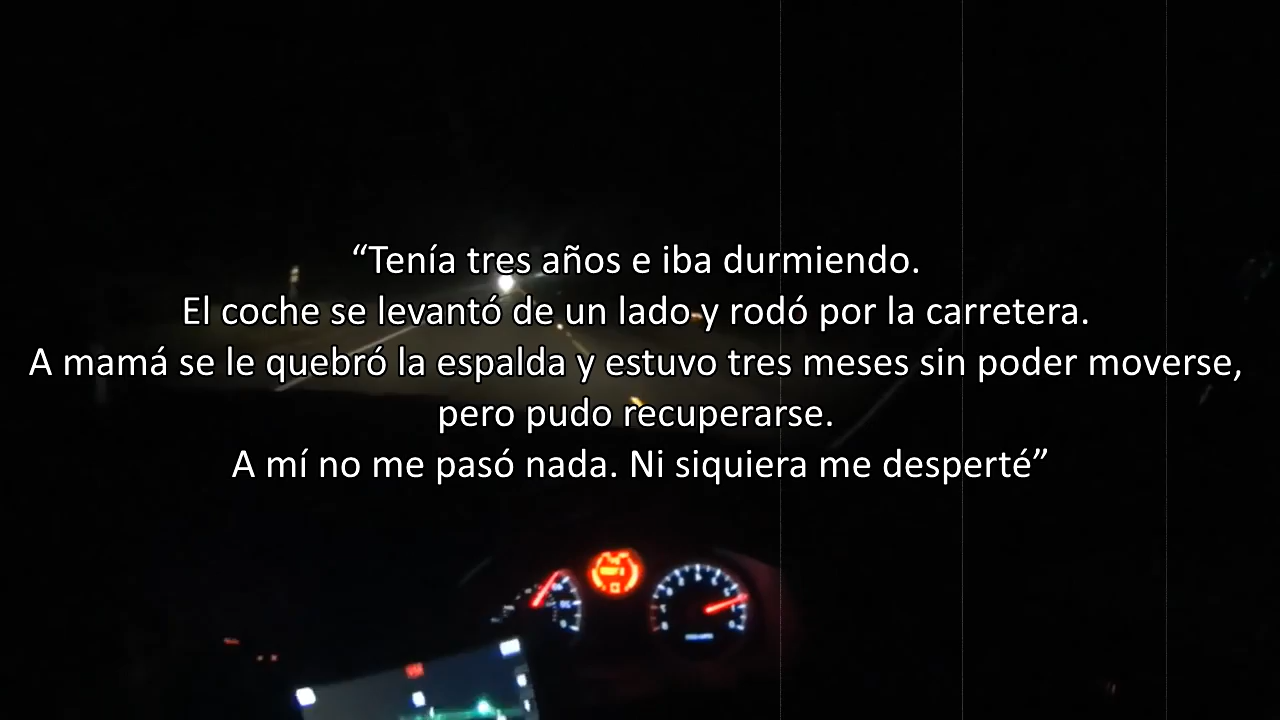 “Tenía tres años e iba durmiendo.
El coche se levantó de un lado y rodó por la carretera.
A mamá se le quebró la espalda y estuvo tres meses sin poder moverse,
pero pudo recuperarse.
A mí no me pasó nada. Ni siquiera me desperté”